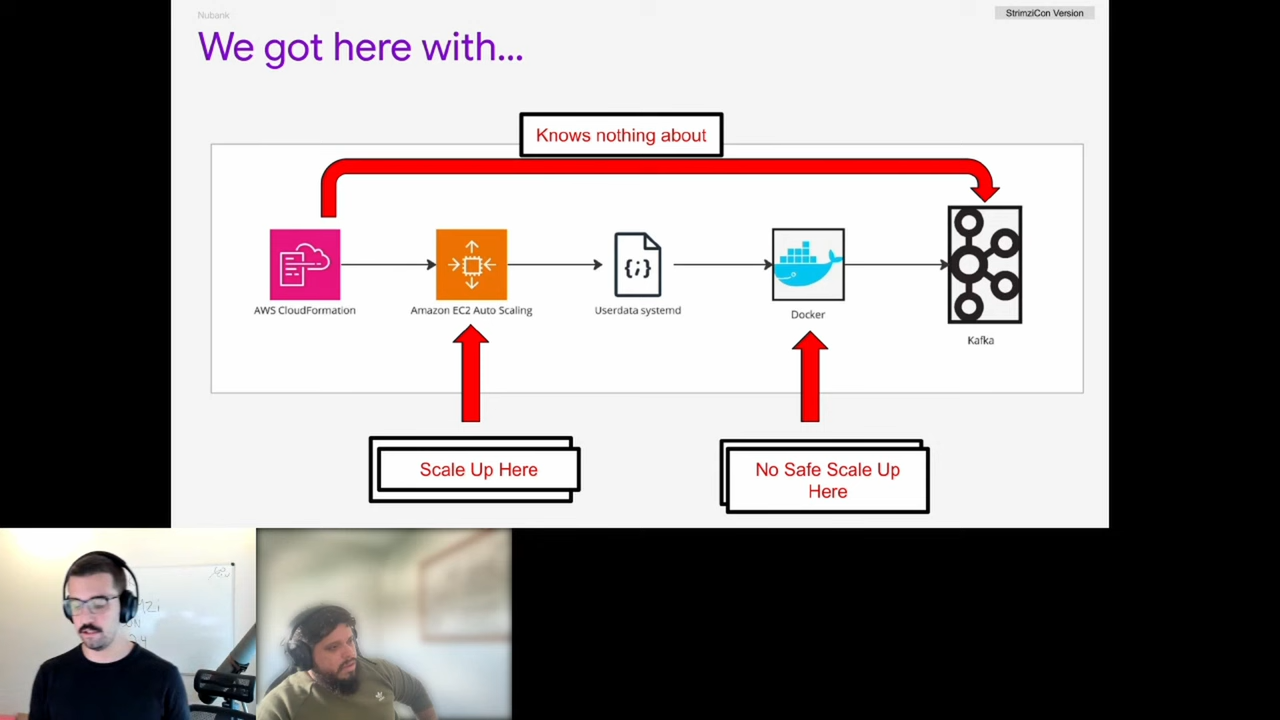 Nubank
StrimziCon Version
We got here with...
Knows nothing about
AWS CloudFormation
Amazon EC2 Auto Scaling
Userdata systemd
Docker
Kafka
Scale Up Here
No Safe Scale Up
Here